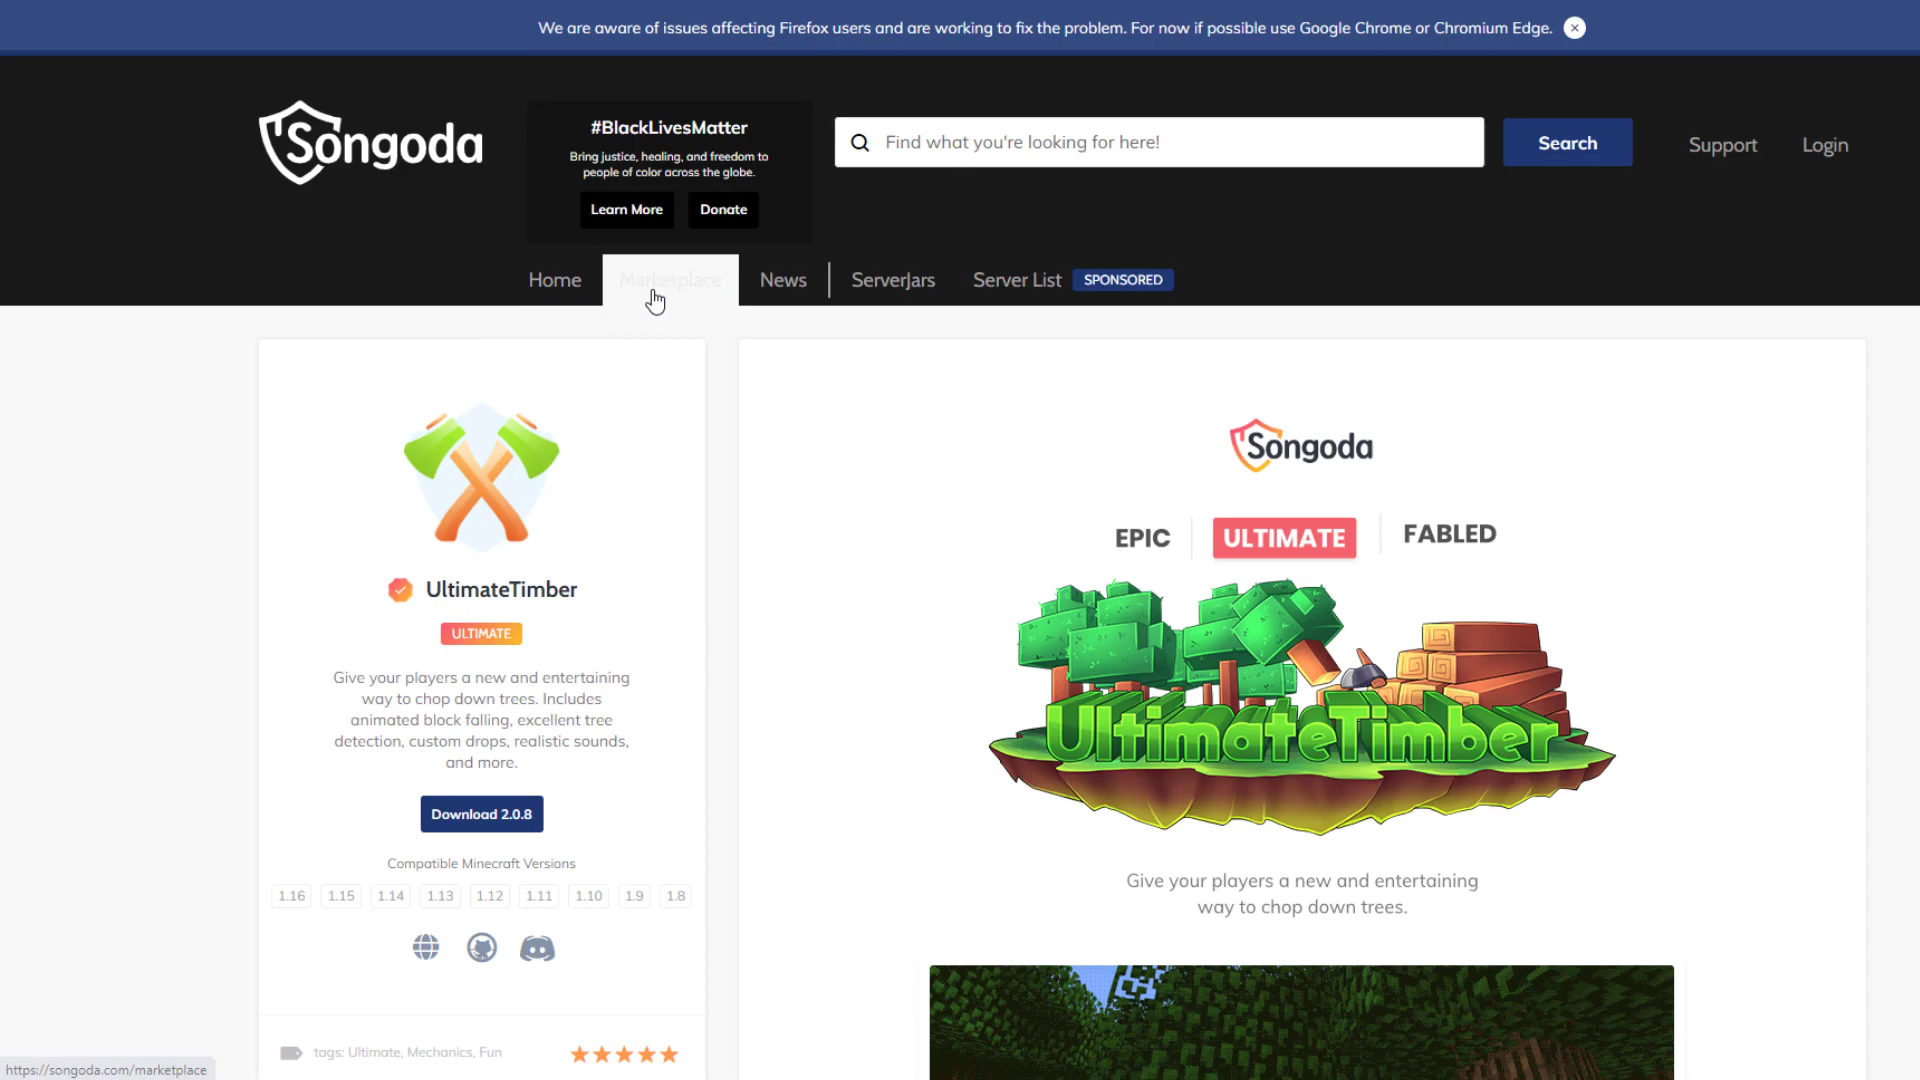 We are aware of issues affecting Firefox users and are working to fix the problem. For now if possible use Google Chrome or Chromium Edge.
Songoda
#BlackLivesMatter
Bring justice, healing, and freedom to
people of color across the globe.
Learn More Donate
Find what you're looking for here!
Search
Support
Login
Home Marketplace News ServerJars Server List SPONSORED
UltimateTimber
ULTIMATE
Give your players a new and entertaining
way to chop down trees. Includes
animated block falling, excellent tree
detection, custom drops, realistic sounds,
and more.
Download 2.0.8
Compatible Minecraft Versions
1.16 1.15 1.14 1.13 1.12 1.11 1.10 1.9 1.8
tags: Ultimate, Mechanics, Fun
Songoda
EPIC ULTIMATE FABLED
UltimateTimber
Give your players a new and entertaining
way to chop down trees.
https://songoda.com/marketplace